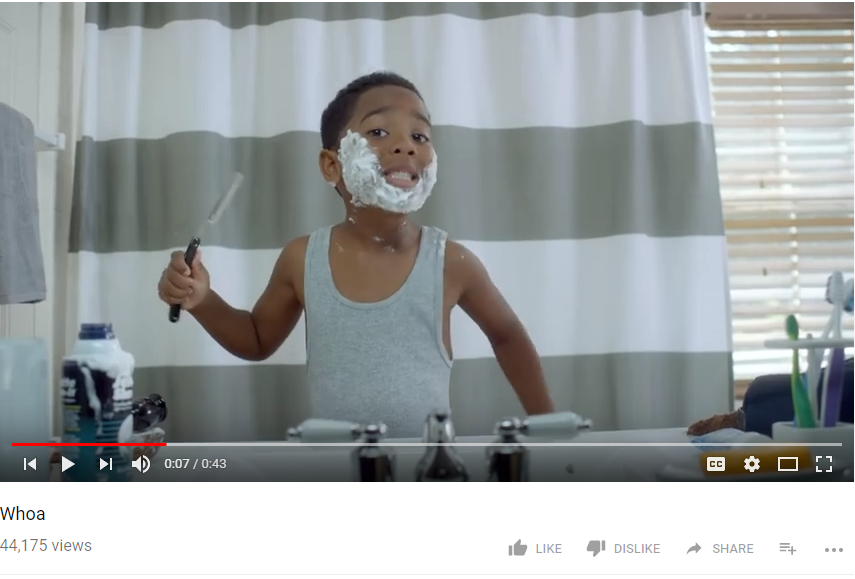 0:07 / 0:43
CC
Whoa
44,175 views
LIKE DISLIKE SHARE